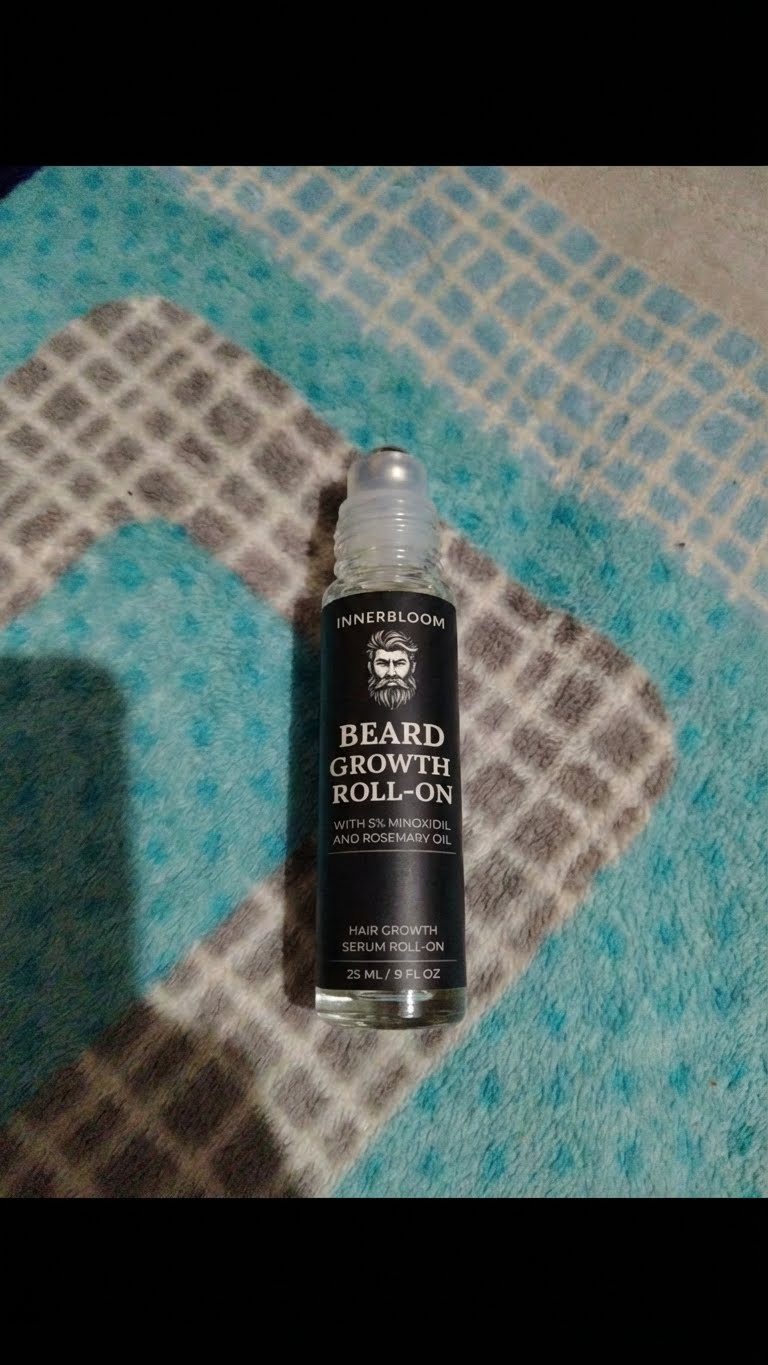 INNERBLOOM
BEARD
GROWTH
ROLL-ON
WITH 5% MINOXIDIL
AND ROSEMARY OIL
HAIR GROWTH
SERUM ROLL-ON
25 ML / 9 FL OZ